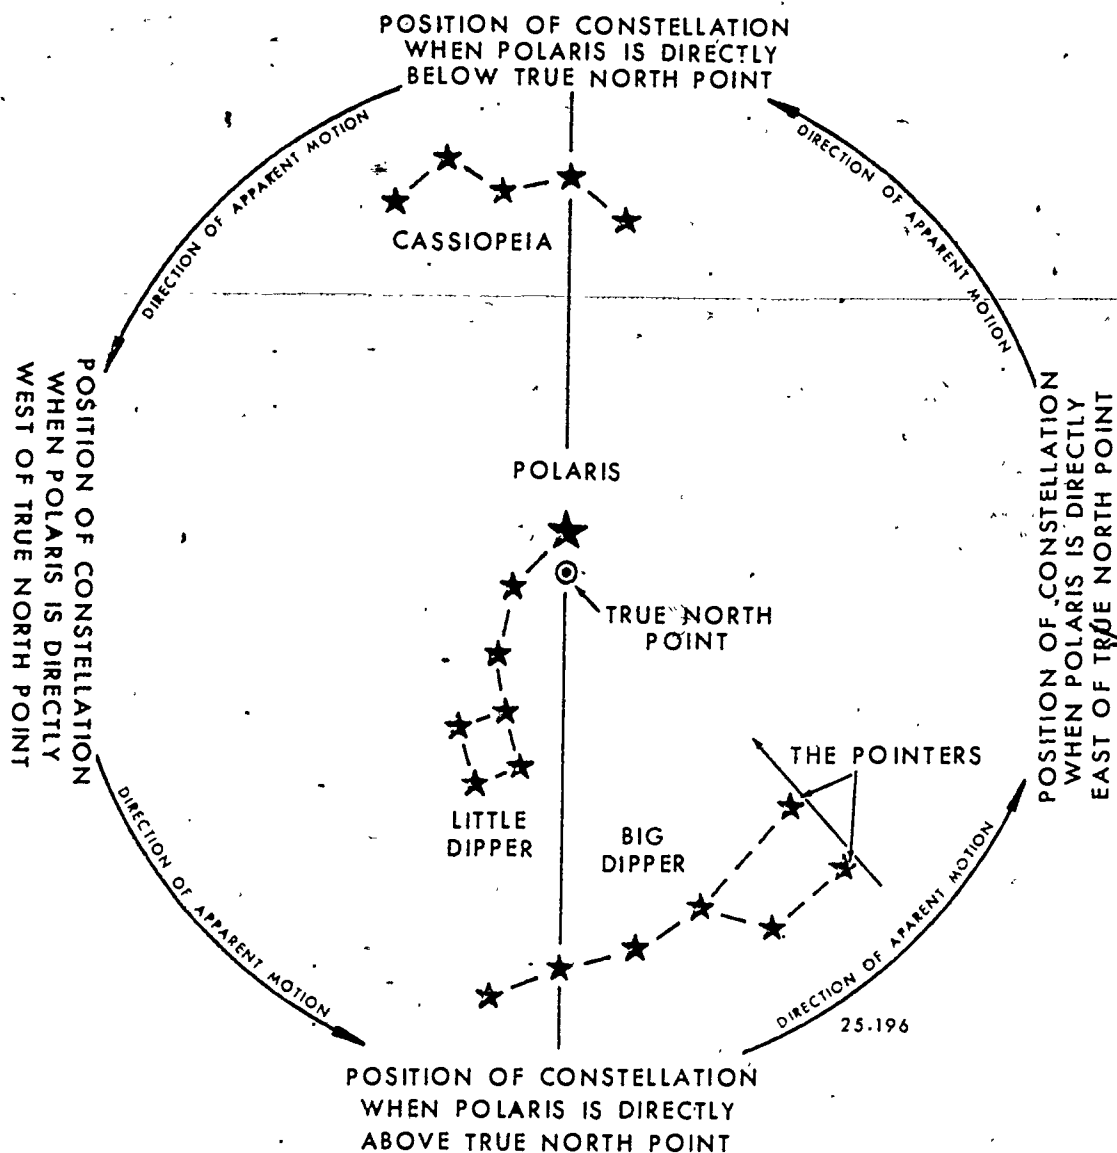 POSITION OF CONSTELLATION
WHEN POLARIS IS DIRECTLY
BELOW TRUE NORTH POINT
DIRECTION OF APPARENT MOTION
DIRECTION OF APPARENT MOTION
CASSIOPEIA
POSITION OF CONSTELLATION
WHEN POLARIS IS DIRECTLY
WEST OF TRUE NORTH POINT
POLARIS
TRUE NORTH
POINT
POSITION OF CONSTELLATION
WHEN POLARIS IS DIRECTLY
EAST OF TRUE NORTH POINT
THE POINTERS
LITTLE
DIPPER
BIG
DIPPER
DIRECTION OF APPARENT MOTION
DIRECTION OF APARENT MOTION
25.196
POSITION OF CONSTELLATION
WHEN POLARIS IS DIRECTLY
ABOVE TRUE NORTH POINT